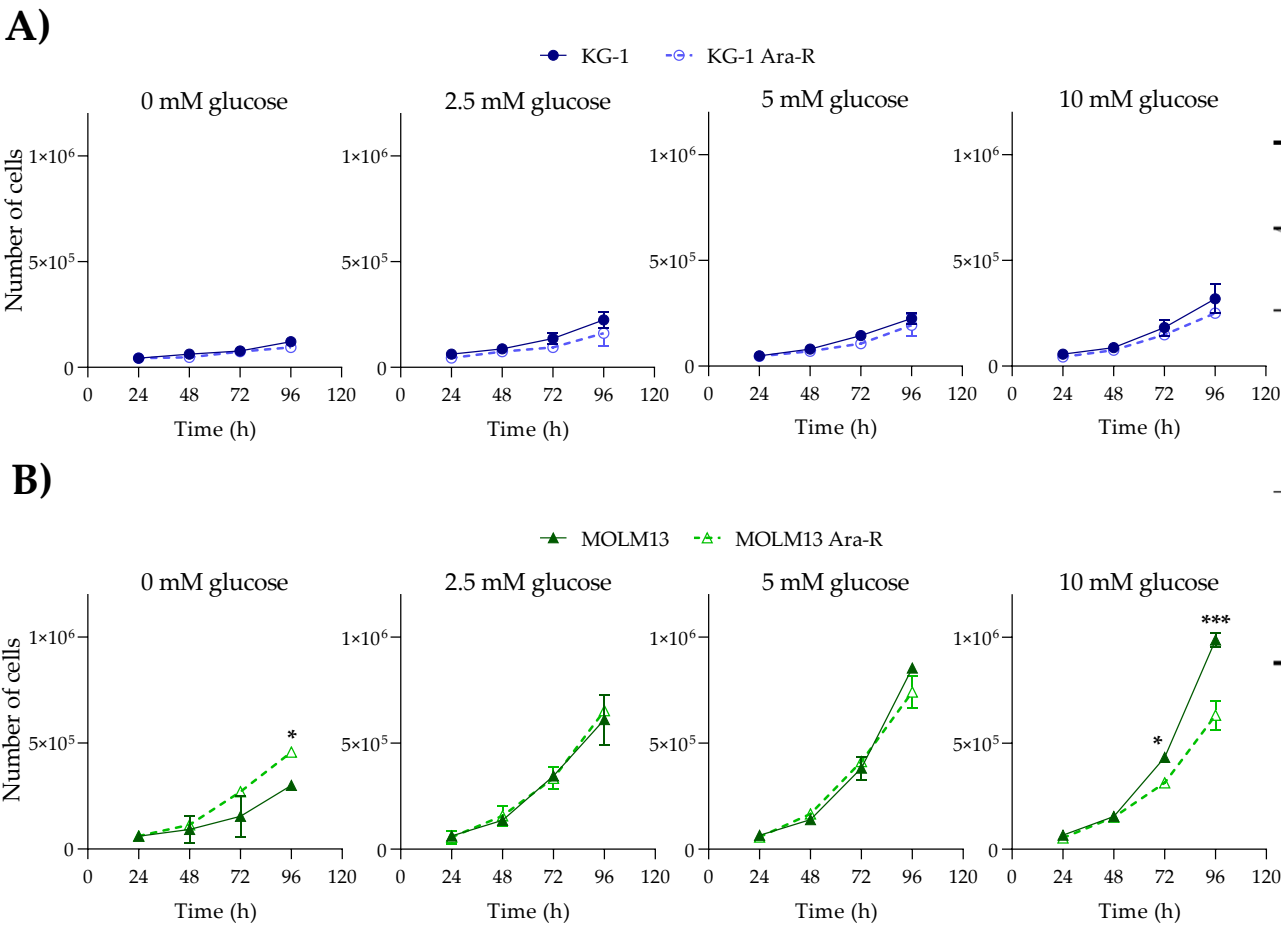 A)
KG-1 KG-1 Ara-R
0 mM glucose 2.5 mM glucose 5 mM glucose 10 mM glucose
Number of cells
1×10⁶ 1×10⁶ 1×10⁶ 1×10⁶
5×10⁵ 5×10⁵ 5×10⁵ 5×10⁵
0 0 0 0
0 24 48 72 96 120 0 24 48 72 96 120 0 24 48 72 96 120 0 24 48 72 96 120
Time (h) Time (h) Time (h) Time (h)
B)
MOLM13 MOLM13 Ara-R
0 mM glucose 2.5 mM glucose 5 mM glucose 10 mM glucose
Number of cells
***
1×10⁶ 1×10⁶ 1×10⁶ 1×10⁶
* *
5×10⁵ 5×10⁵ 5×10⁵ 5×10⁵
0 0 0 0
0 24 48 72 96 120 0 24 48 72 96 120 0 24 48 72 96 120 0 24 48 72 96 120
Time (h) Time (h) Time (h) Time (h)